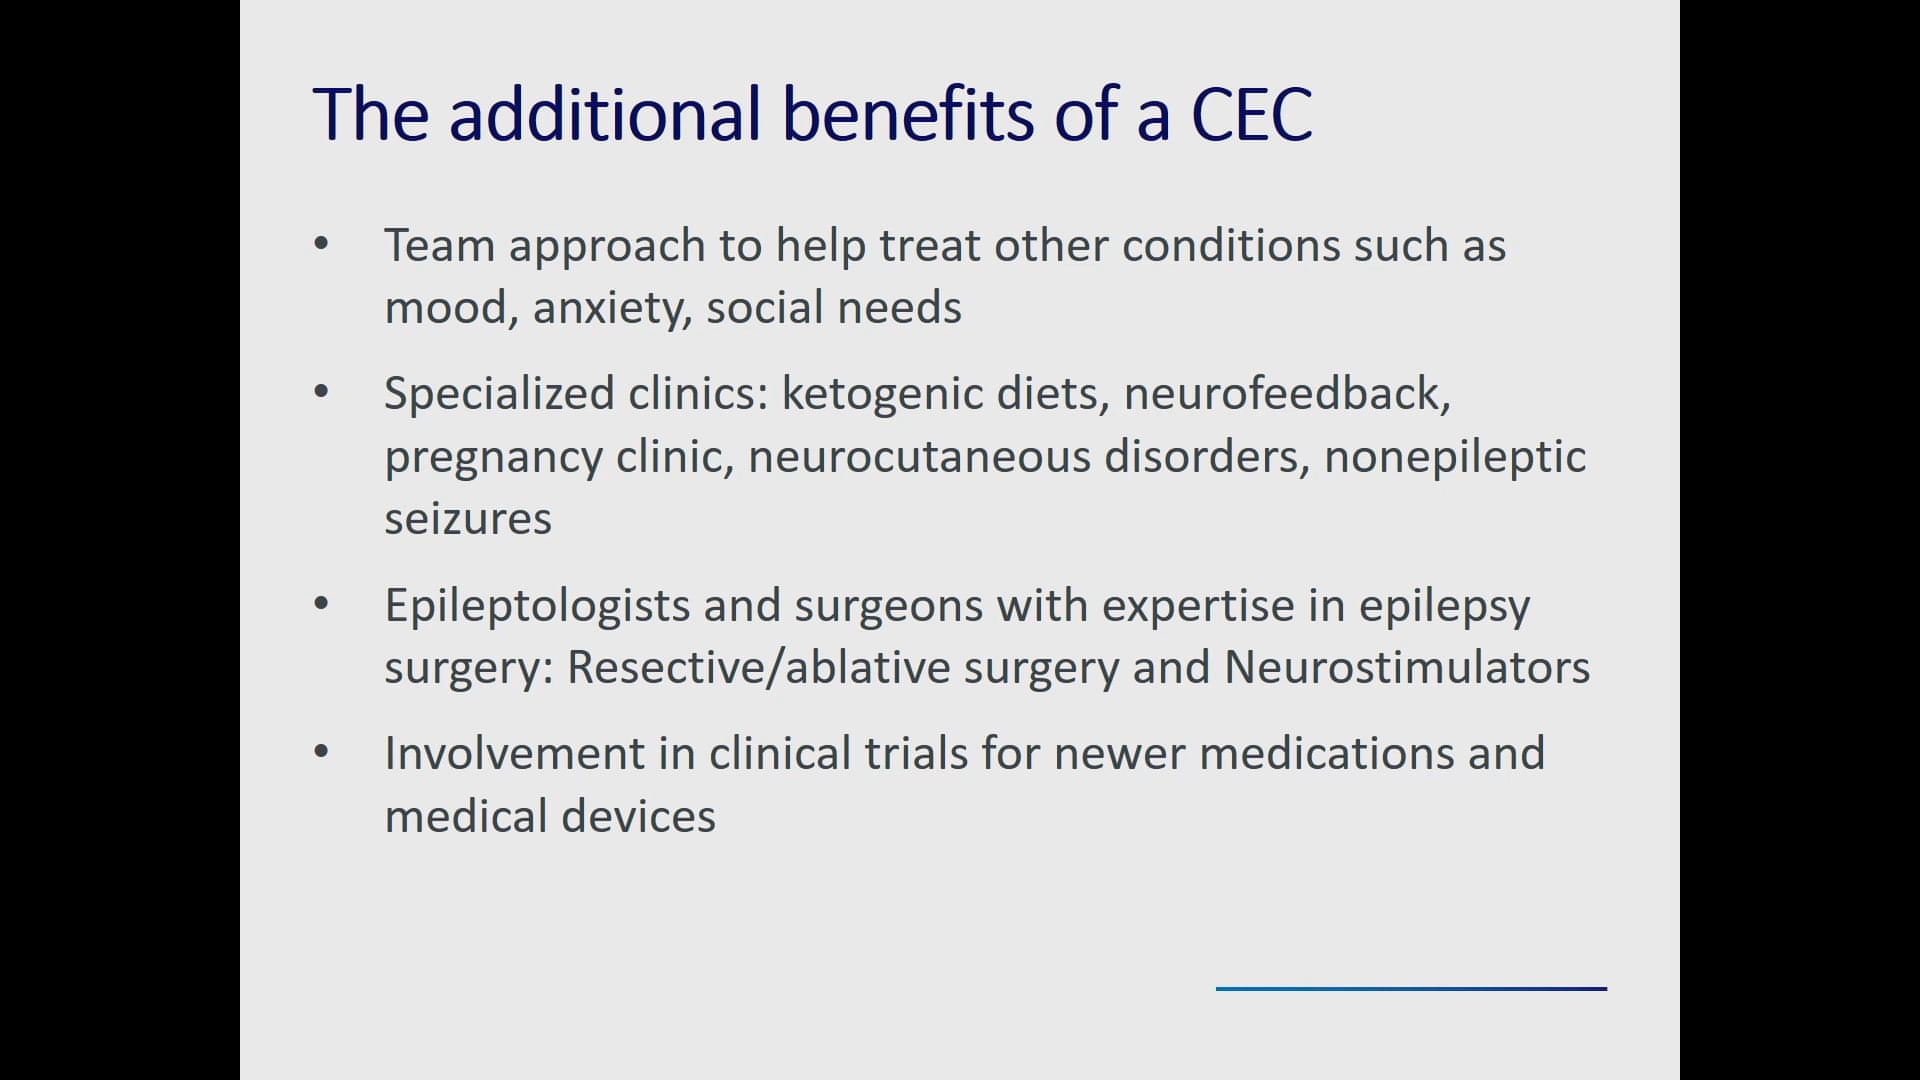 The additional benefits of a CEC
• Team approach to help treat other conditions such as
mood, anxiety, social needs
• Specialized clinics: ketogenic diets, neurofeedback,
pregnancy clinic, neurocutaneous disorders, nonepileptic
seizures
• Epileptologists and surgeons with expertise in epilepsy
surgery: Resective/ablative surgery and Neurostimulators
• Involvement in clinical trials for newer medications and
medical devices